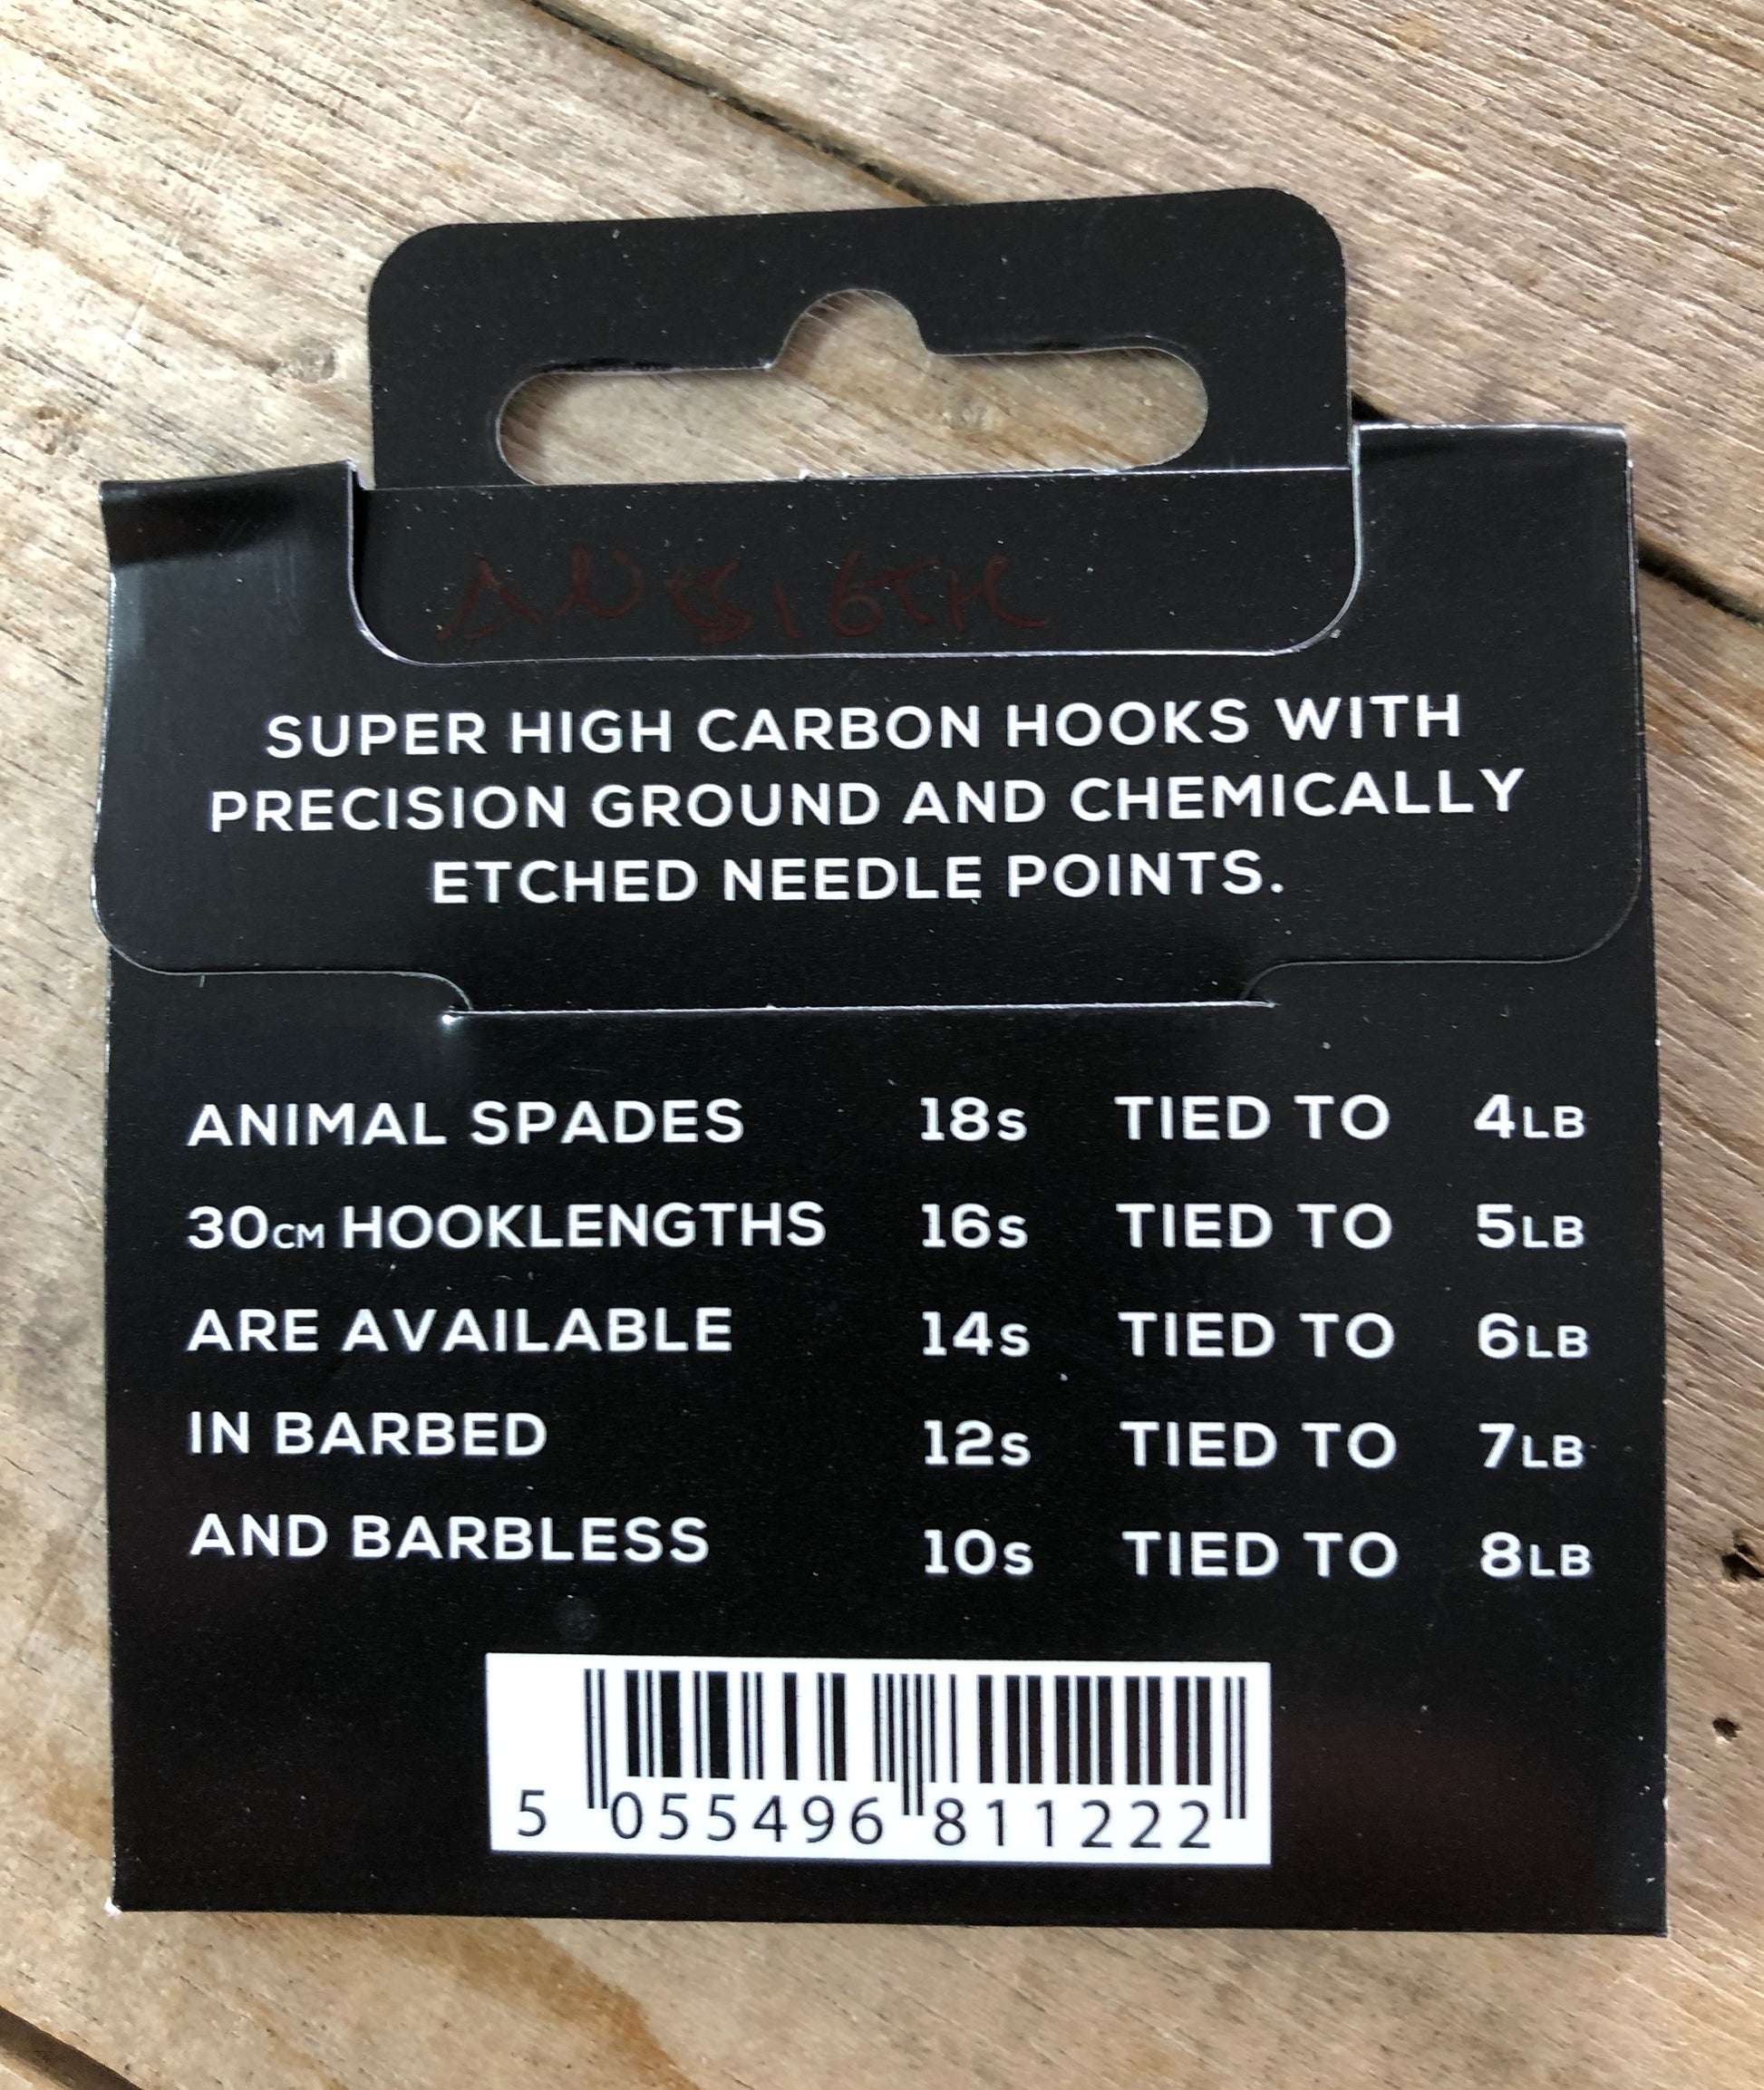 SUPER HIGH CARBON HOOKS WITH
PRECISION GROUND AND CHEMICALLY
ETCHED NEEDLE POINTS.
ANIMAL SPADES 18s TIED TO 4LB
30CM HOOKLENGTHS 16s TIED TO 5LB
ARE AVAILABLE 14s TIED TO 6LB
IN BARBED 12s TIED TO 7LB
AND BARBLESS 10s TIED TO 8LB
5 055496 811222